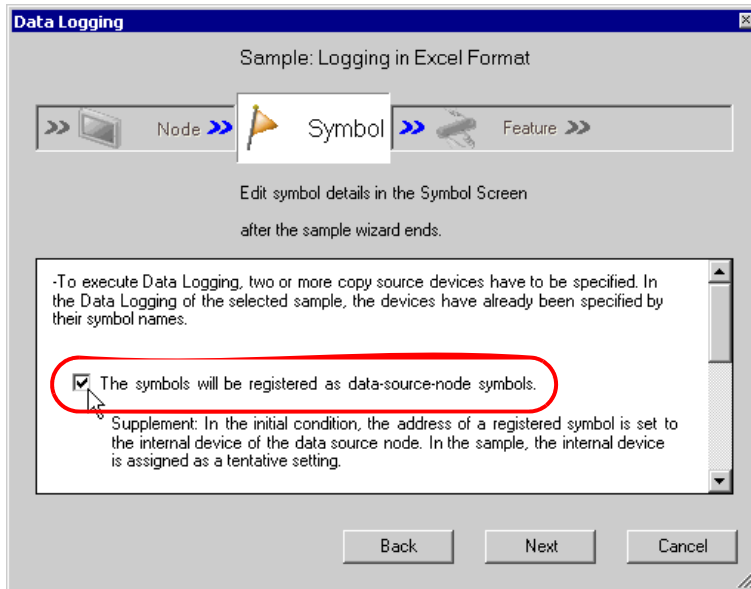 Data Logging
Sample: Logging in Excel Format
Node
Symbol
Feature
Edit symbol details in the Symbol Screen
after the sample wizard ends.
-To execute Data Logging, two or more copy source devices have to be specified. In
the Data Logging of the selected sample, the devices have already been specified by
their symbol names.
The symbols will be registered as data-source-node symbols.
Supplement: In the initial condition, the address of a registered symbol is set to
the internal device of the data source node. In the sample, the internal device
is assigned as a tentative setting.
Back
Next
Cancel